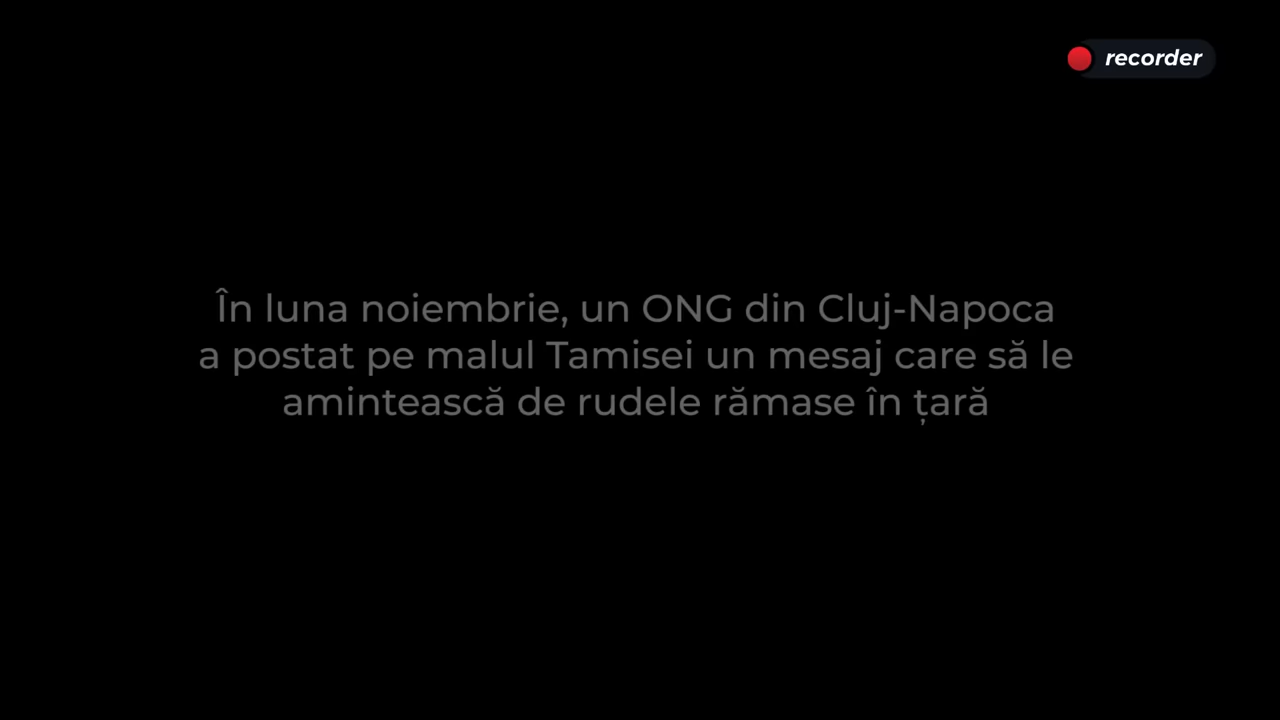 recorder
În luna noiembrie, un ONG din Cluj-Napoca
a postat pe malul Tamisei un mesaj care să le
amintească de rudele rămase în țară